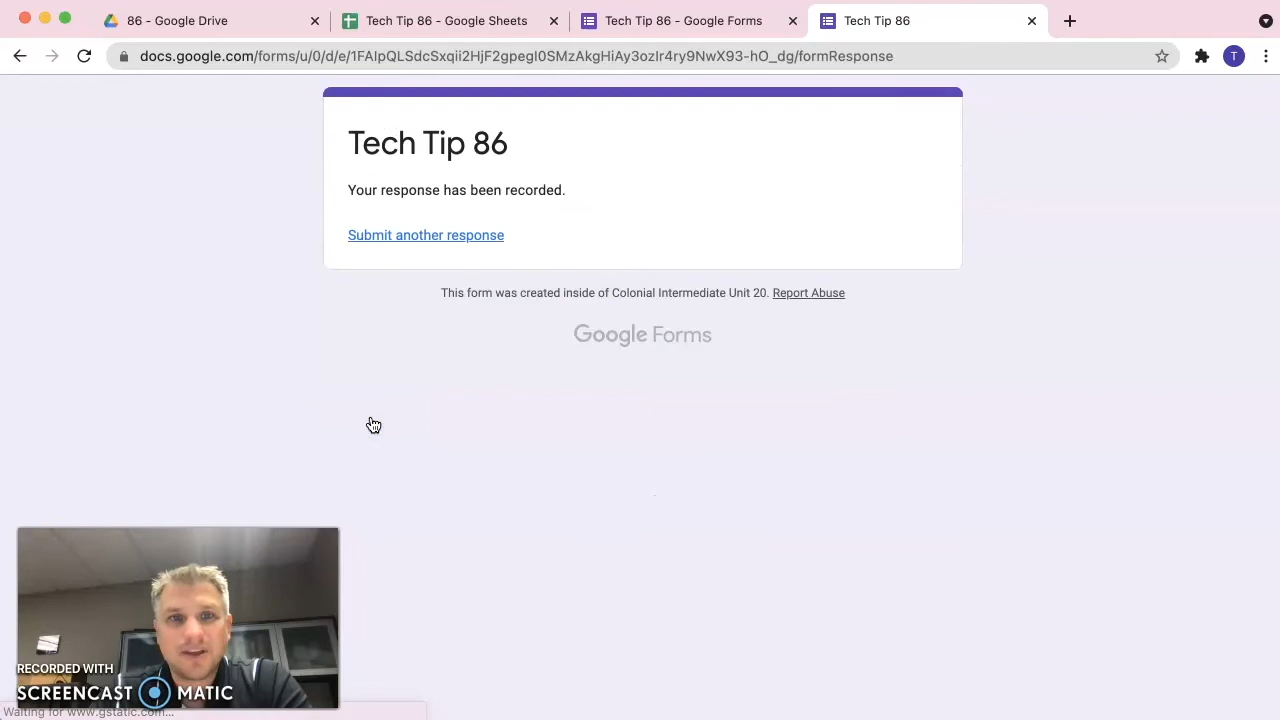 86 - Google Drive
Tech Tip 86 - Google Sheets
Tech Tip 86 - Google Forms
Tech Tip 86
docs.google.com/forms/u/0/d/e/1FAIpQLSdcSxqii2HjF2gpegI0SMzAkgHiAy3ozIr4ry9NwX93-hO_dg/formResponse
T
Tech Tip 86
Your response has been recorded.
Submit another response
This form was created inside of Colonial Intermediate Unit 20. Report Abuse
Google Forms
RECORDED WITH
SCREENCAST MATIC
Waiting for www.gstatic.com...